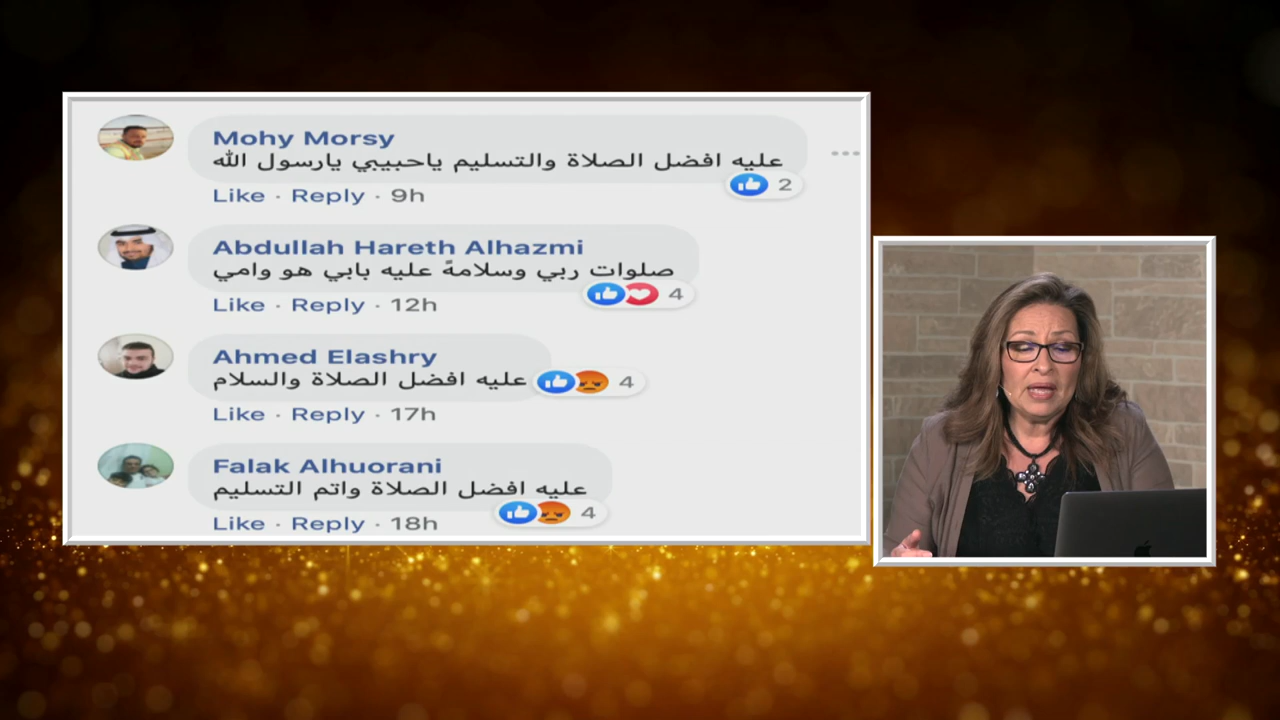 Mohy Morsy
عليه افضل الصلاة والتسليم ياحبيبي يارسول الله
2
Like · Reply · 9h
Abdullah Hareth Alhazmi
صلوات ربي وسلامةً عليه بابي هو وامي
4
Like · Reply · 12h
Ahmed Elashry
عليه افضل الصلاة والسلام
4
Like · Reply · 17h
Falak Alhuorani
عليه افضل الصلاة واتم التسليم
4
Like · Reply · 18h